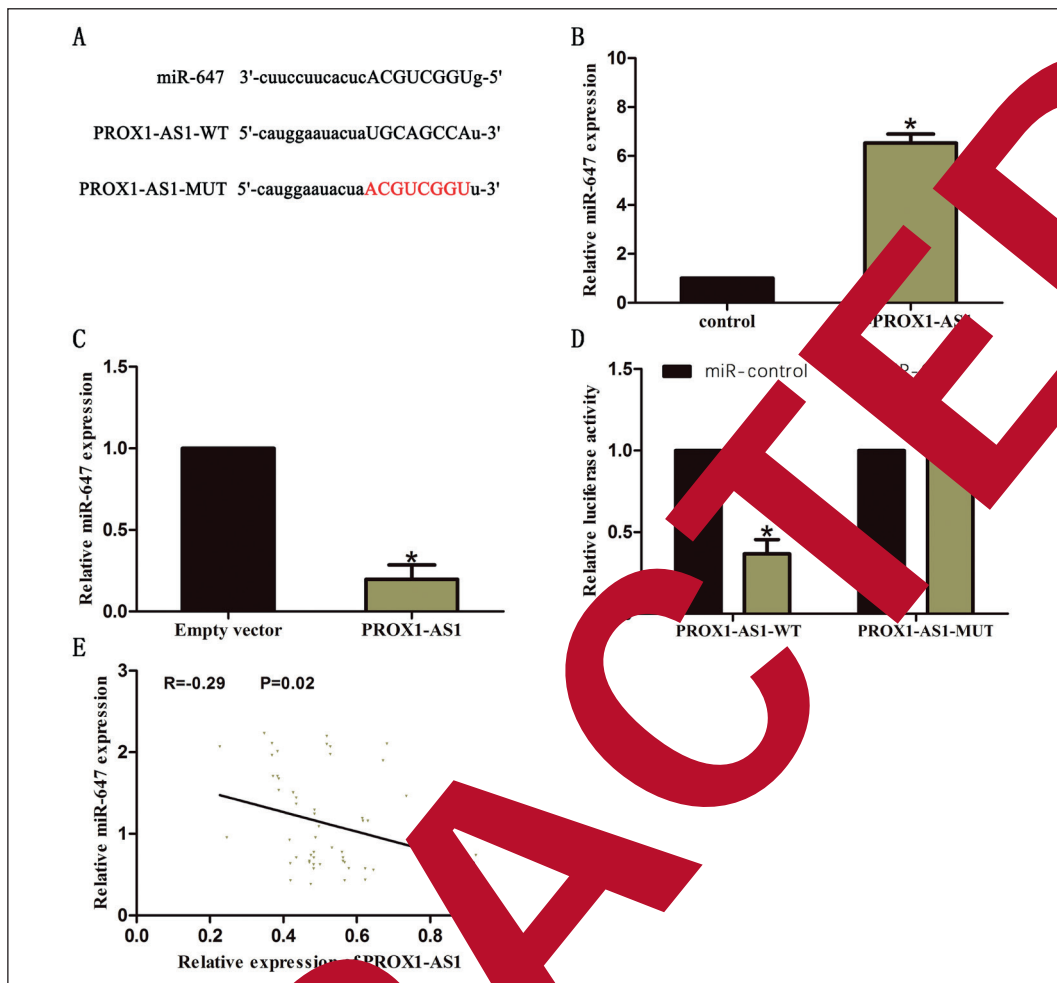 A
miR-647 3'-cuuccuucacucACGUCGGUg-5'
PROX1-AS1-WT 5'-cauggaauacuaUGCAGCCAu-3'
PROX1-AS1-MUT 5'-cauggaauacuaACGUCGGUu-3'
B
Relative miR-647 expression
10
8
6
4
2
0
*
control
PROX1-AS1
C
Relative miR-647 expression
1.5
1.0
0.5
0.0
*
Empty vector
PROX1-AS1
D
Relative luciferase activity
1.5
1.0
0.5
miR-control
*
PROX1-AS1-WT
PROX1-AS1-MUT
E
Relative miR-647 expression
3
2
1
0
R=-0.29 P=0.02
0.0 0.2 0.4 0.6 0.8
Relative expression of PROX1-AS1
ACTED